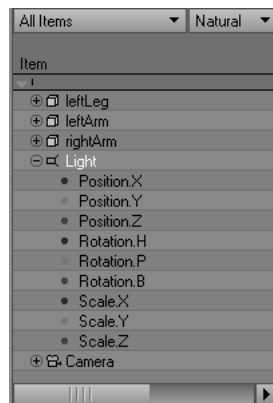 All Items Natural
Item
leftLeg
leftArm
rightArm
Light
Position.X
Position.Y
Position.Z
Rotation.H
Rotation.P
Rotation.B
Scale.X
Scale.Y
Scale.Z
Camera